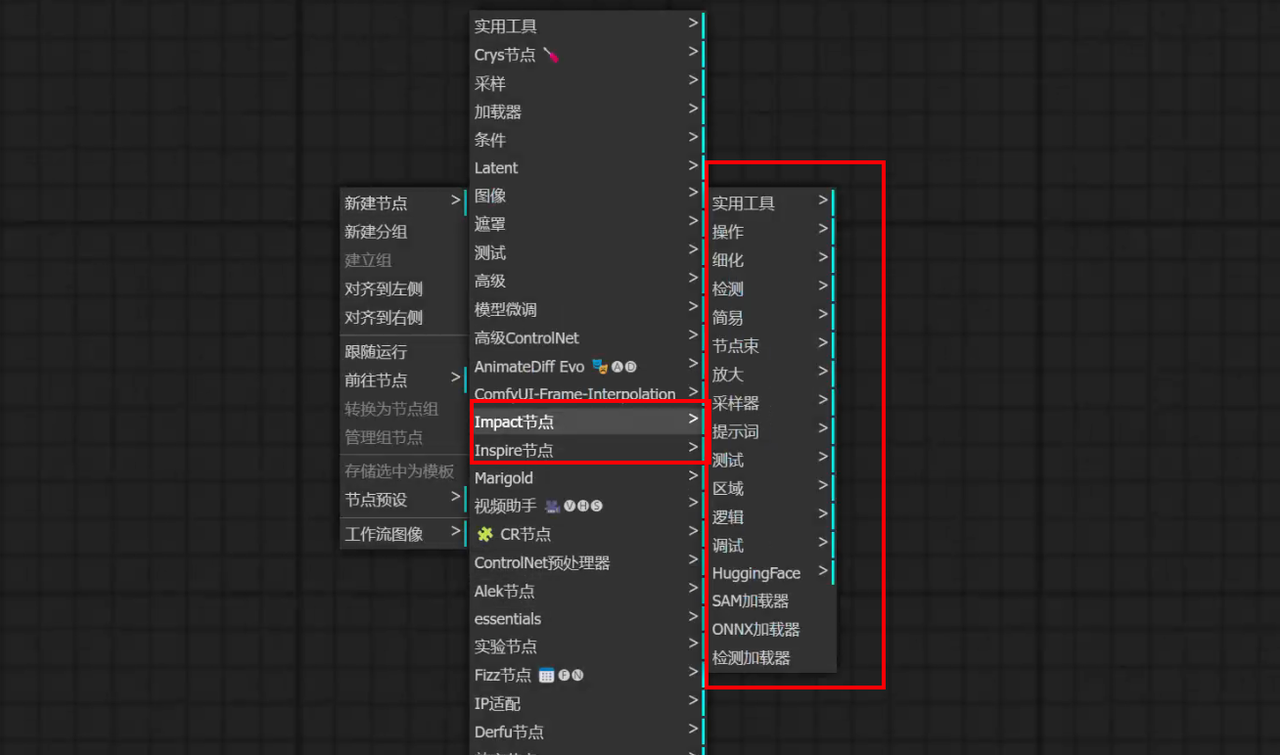 新建节点
新建分组
建立组
对齐到左侧
对齐到右侧
跟随运行
前往节点
转换为节点组
管理组节点
存储选中为模板
节点预设
工作流图像
实用工具
Crys节点
采样
加载器
条件
Latent
图像
遮罩
测试
高级
模型微调
高级ControlNet
AnimateDiff Evo 🎭🅐🅓
ComfyUI-Frame-Interpolation
Impact节点
Inspire节点
Marigold
视频助手 🎥🅥🅗🅢
🧩 CR节点
ControlNet预处理器
Alek节点
essentials
实验节点
Fizz节点 📅🅕🅝
IP适配
Derfu节点
实用工具
操作
细化
检测
简易
节点束
放大
采样器
提示词
测试
区域
逻辑
调试
HuggingFace
SAM加载器
ONNX加载器
检测加载器